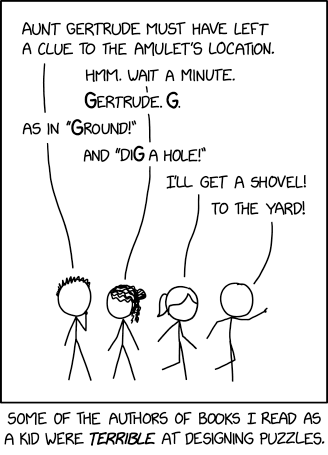 AUNT GERTRUDE MUST HAVE LEFT
A CLUE TO THE AMULET'S LOCATION.
HMM. WAIT A MINUTE.
GERTRUDE. G.
AS IN "GROUND!"
AND "DIG A HOLE!"
I'LL GET A SHOVEL!
TO THE YARD!
SOME OF THE AUTHORS OF BOOKS I READ AS
A KID WERE TERRIBLE AT DESIGNING PUZZLES.